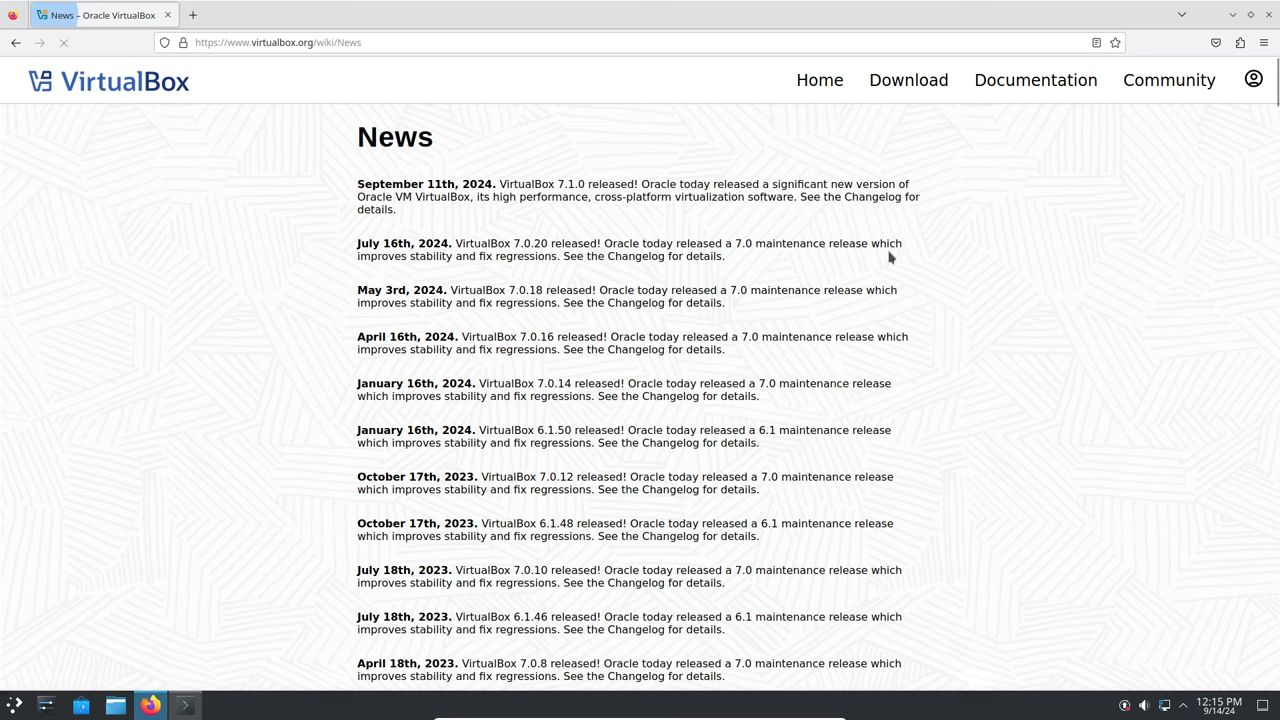 News – Oracle VirtualBox
https://www.virtualbox.org/wiki/News
VirtualBox
Home Download Documentation Community
News
September 11th, 2024. VirtualBox 7.1.0 released! Oracle today released a significant new version of
Oracle VM VirtualBox, its high performance, cross-platform virtualization software. See the Changelog for
details.
July 16th, 2024. VirtualBox 7.0.20 released! Oracle today released a 7.0 maintenance release which
improves stability and fix regressions. See the Changelog for details.
May 3rd, 2024. VirtualBox 7.0.18 released! Oracle today released a 7.0 maintenance release which
improves stability and fix regressions. See the Changelog for details.
April 16th, 2024. VirtualBox 7.0.16 released! Oracle today released a 7.0 maintenance release which
improves stability and fix regressions. See the Changelog for details.
January 16th, 2024. VirtualBox 7.0.14 released! Oracle today released a 7.0 maintenance release
which improves stability and fix regressions. See the Changelog for details.
January 16th, 2024. VirtualBox 6.1.50 released! Oracle today released a 6.1 maintenance release
which improves stability and fix regressions. See the Changelog for details.
October 17th, 2023. VirtualBox 7.0.12 released! Oracle today released a 7.0 maintenance release
which improves stability and fix regressions. See the Changelog for details.
October 17th, 2023. VirtualBox 6.1.48 released! Oracle today released a 6.1 maintenance release
which improves stability and fix regressions. See the Changelog for details.
July 18th, 2023. VirtualBox 7.0.10 released! Oracle today released a 7.0 maintenance release which
improves stability and fix regressions. See the Changelog for details.
July 18th, 2023. VirtualBox 6.1.46 released! Oracle today released a 6.1 maintenance release which
improves stability and fix regressions. See the Changelog for details.
April 18th, 2023. VirtualBox 7.0.8 released! Oracle today released a 7.0 maintenance release which
improves stability and fix regressions. See the Changelog for details.
12:15 PM
9/14/24